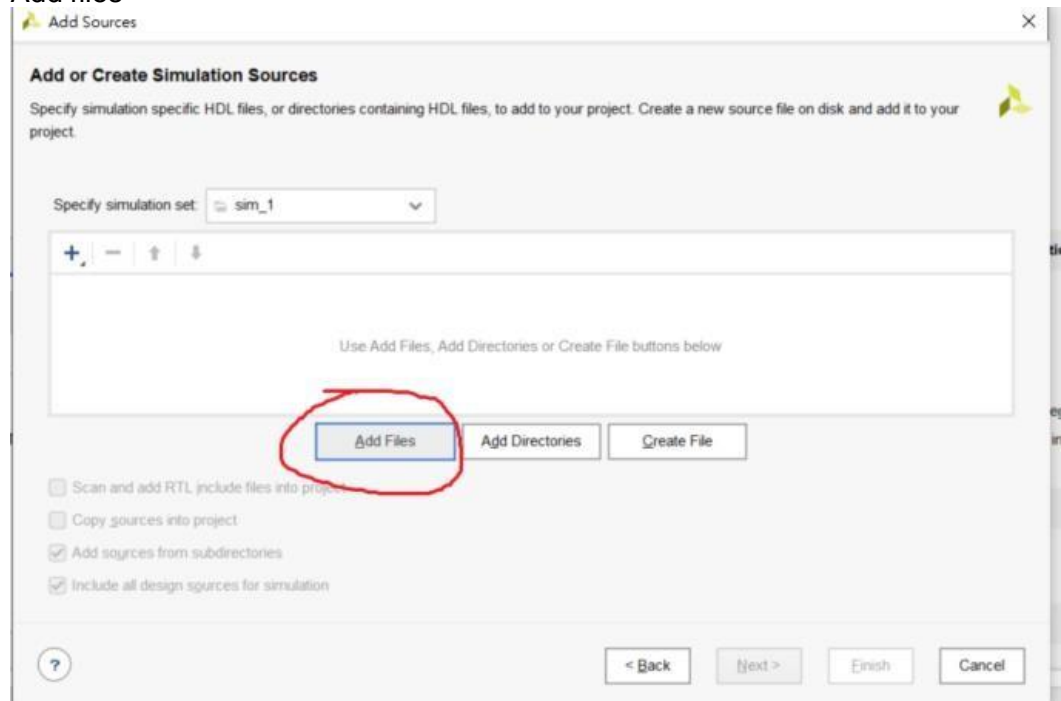 Add files
Add Sources
Add or Create Simulation Sources
Specify simulation specific HDL files, or directories containing HDL files, to add to your project. Create a new source file on disk and add it to your
project.
Specify simulation set: sim_1
Use Add Files, Add Directories or Create File buttons below
Add Files Add Directories Create File
Scan and add RTL include files into project
Copy sources into project
Add sources from subdirectories
Include all design sources for simulation
? < Back Next > Finish Cancel